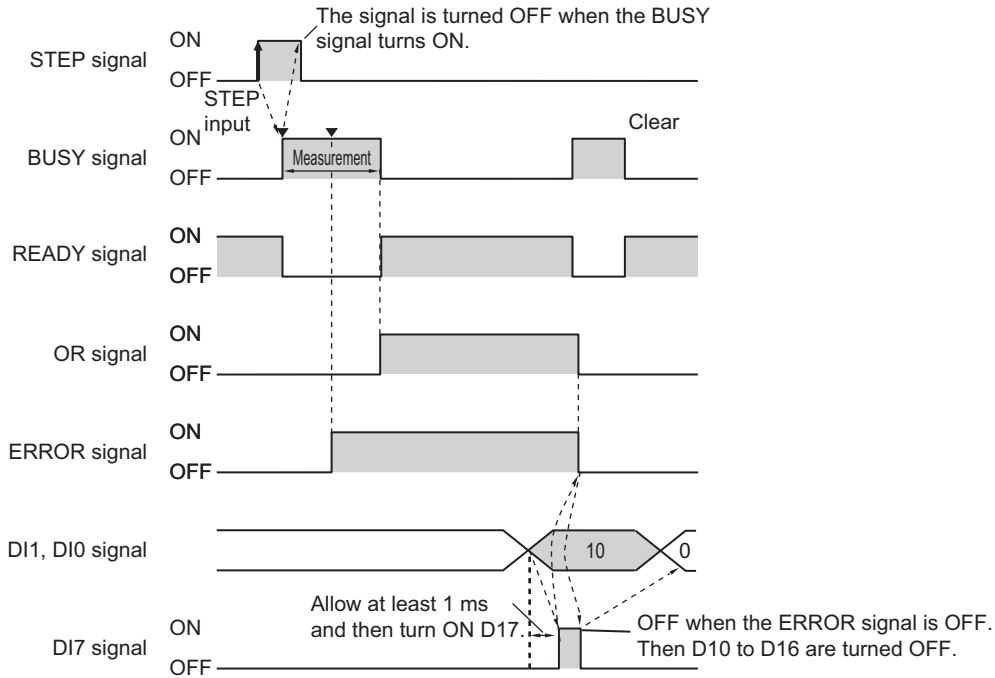 The signal is turned OFF when the BUSY
signal turns ON.
STEP signal
ON
OFF
STEP
input
BUSY signal
ON
OFF
Measurement
Clear
READY signal
ON
OFF
OR signal
ON
OFF
ERROR signal
ON
OFF
DI1, DI0 signal
10
0
Allow at least 1 ms
and then turn ON D17.
DI7 signal
ON
OFF
OFF when the ERROR signal is OFF.
Then D10 to D16 are turned OFF.